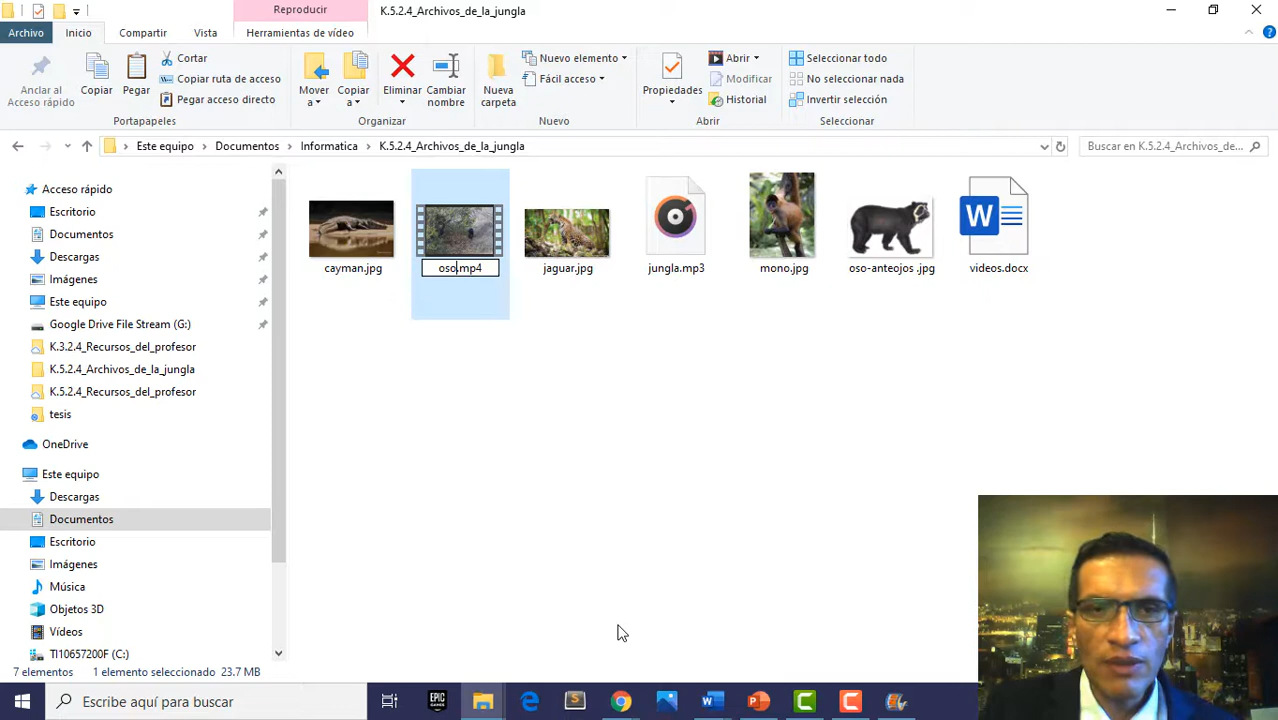 Reproducir
K.5.2.4_Archivos_de_la_jungla
Archivo
Inicio
Compartir
Vista
Herramientas de vídeo
Anclar al
Acceso rápido
Copiar
Pegar
Cortar
Copiar ruta de acceso
Pegar acceso directo
Portapapeles
Mover
a
Copiar
a
Eliminar
Cambiar
nombre
Organizar
Nueva
carpeta
Nuevo elemento
Fácil acceso
Nuevo
Propiedades
Abrir
Modificar
Historial
Abrir
Seleccionar todo
No seleccionar nada
Invertir selección
Seleccionar
Este equipo > Documentos > Informatica > K.5.2.4_Archivos_de_la_jungla
Buscar en K.5.2.4_Archivos_de...
Acceso rápido
Escritorio
Documentos
Descargas
Imágenes
Este equipo
Google Drive File Stream (G:)
K.3.2.4_Recursos_del_profesor
K.5.2.4_Archivos_de_la_jungla
K.5.2.4_Recursos_del_profesor
tesis
OneDrive
Este equipo
Descargas
Documentos
Escritorio
Imágenes
Música
Objetos 3D
Vídeos
TI10657200F (C:)
cayman.jpg
oso.mp4
jaguar.jpg
jungla.mp3
mono.jpg
oso-anteojos .jpg
W
videos.docx
7 elementos
1 elemento seleccionado 23.7 MB
Escribe aquí para buscar
EPIC
GAMES